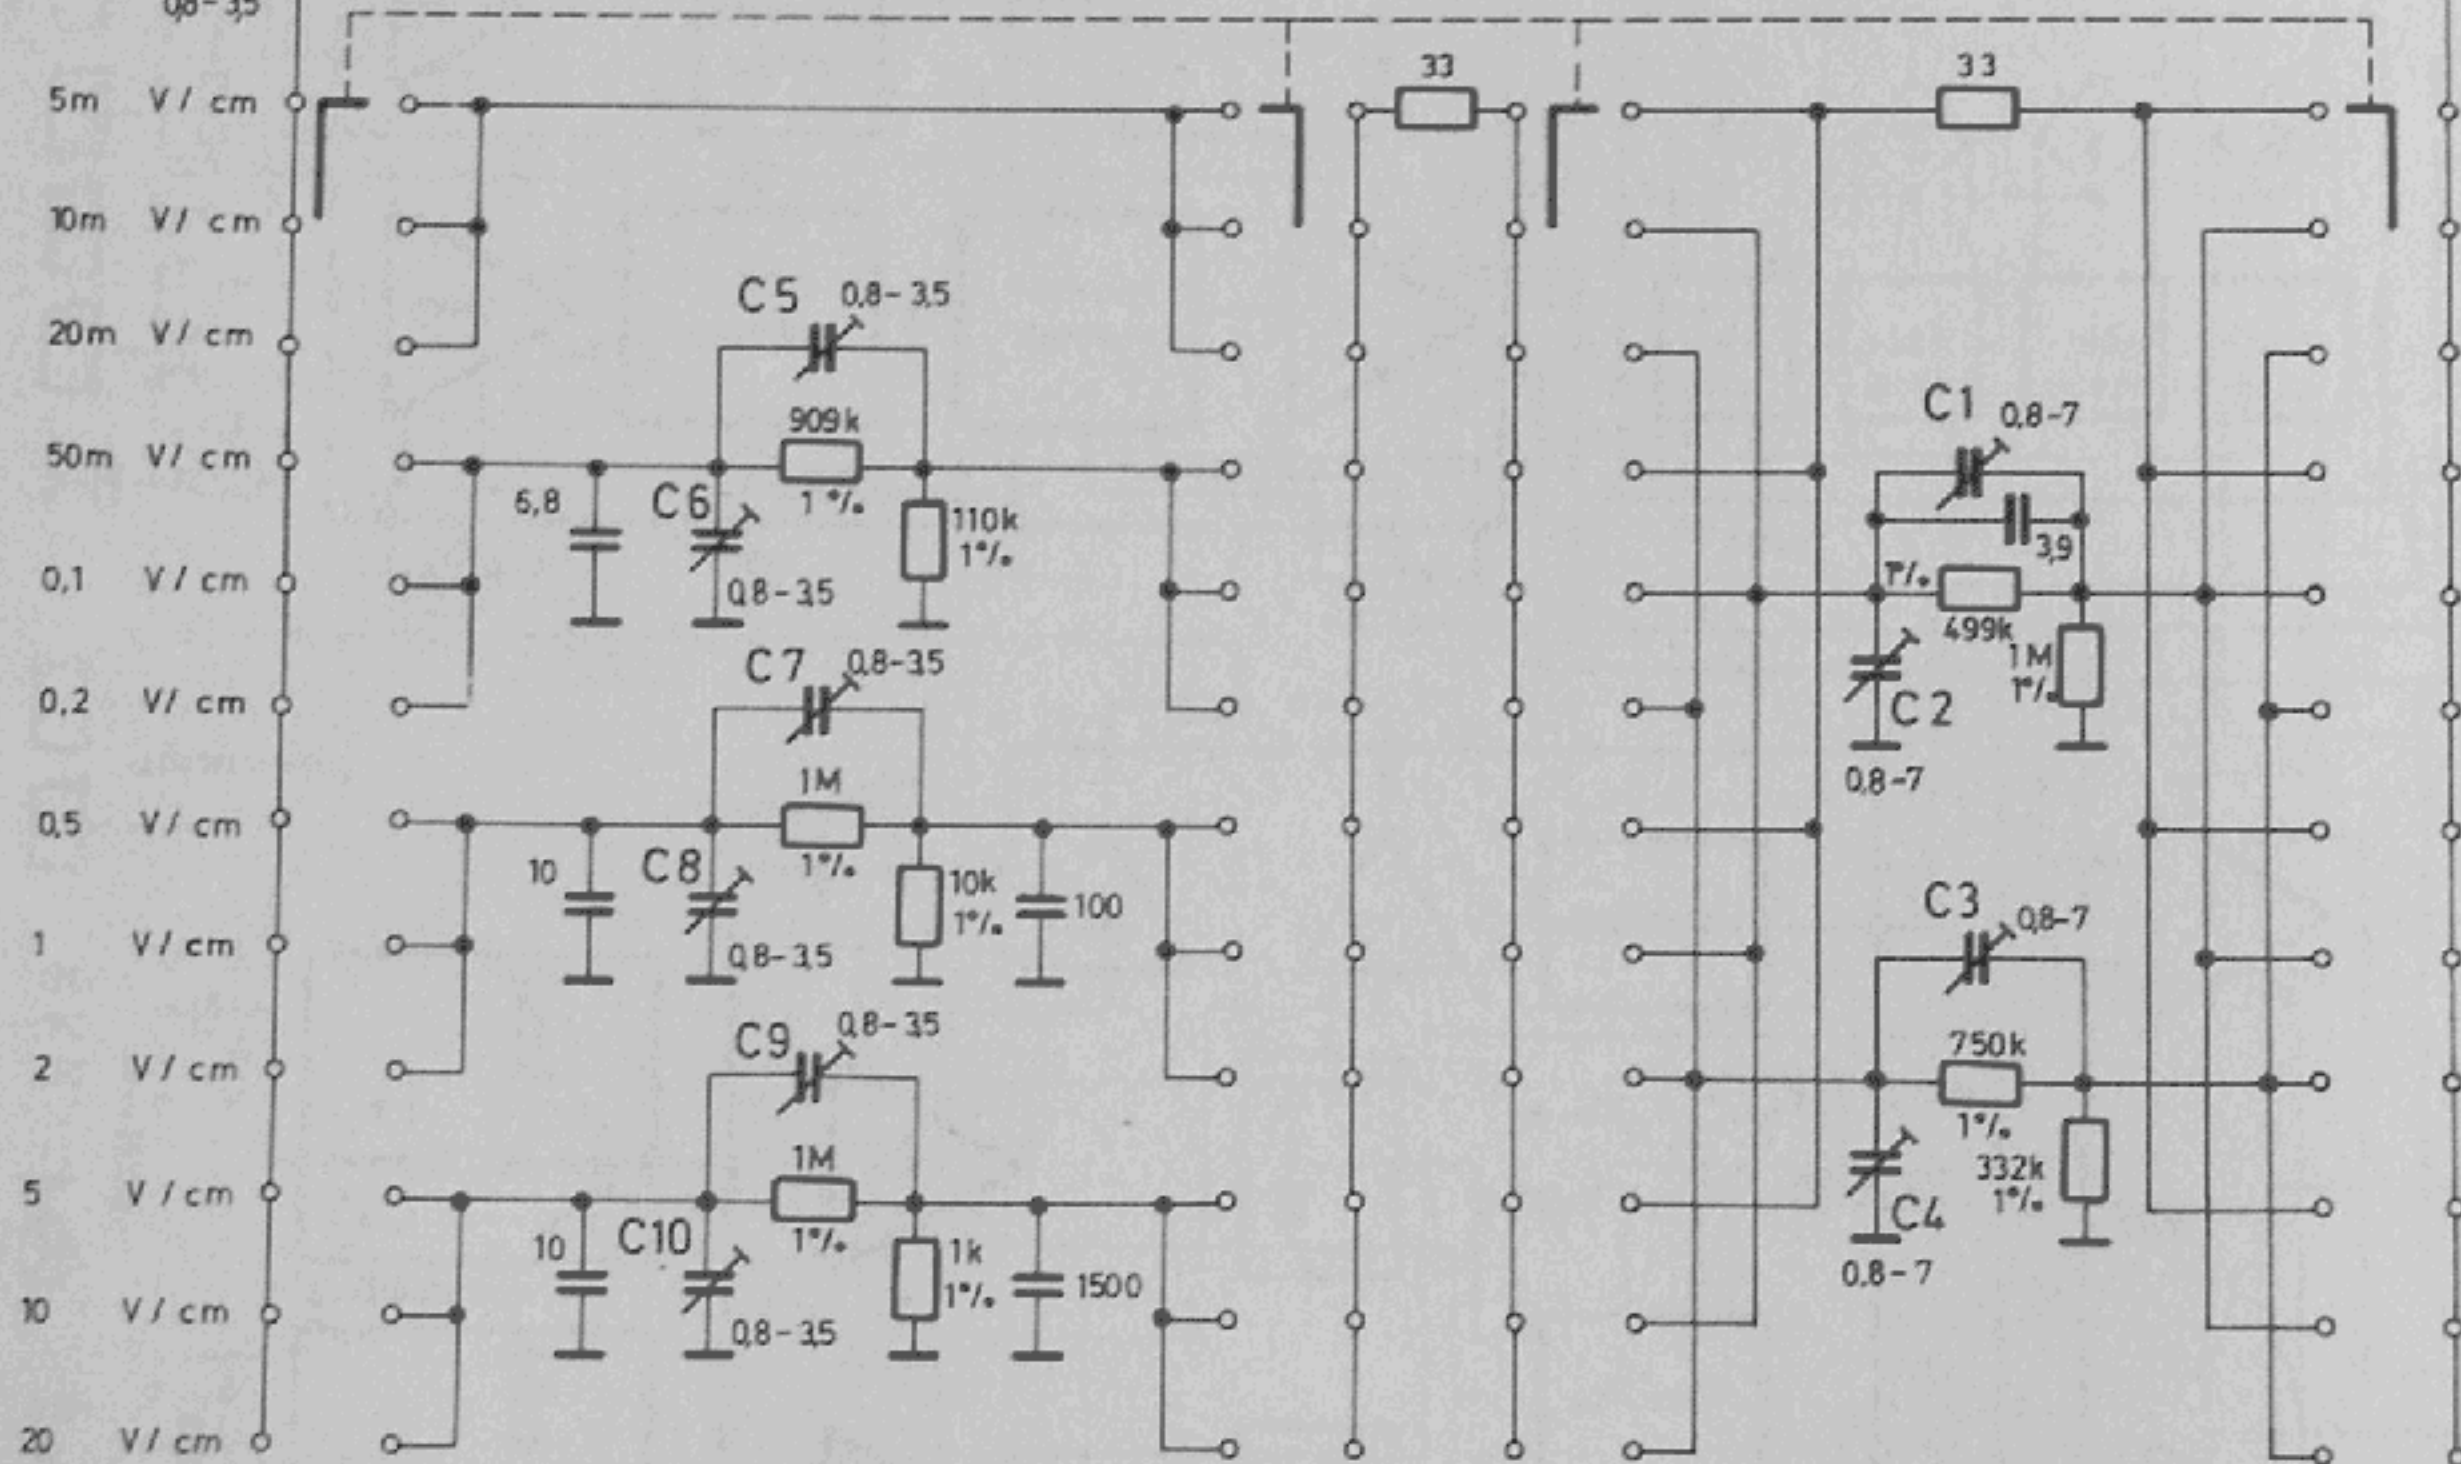 0,8-3,5
33
33
5m V/cm
10m V/cm
C5 0,8-3,5
20m V/cm
C1 0,8-7
909k
50m V/cm
6,8
C6
1%
110k
1%
3,9
0,1 V/cm
1%
0,8-3,5
499k
C7 0,8-3,5
1M
1%
0,2 V/cm
C2
1M
0,8-7
0,5 V/cm
10
C8
1%
10k
1%
100
C3 0,8-7
1 V/cm
0,8-3,5
C9 0,8-3,5
750k
2 V/cm
1%
1M
332k
1%
5 V/cm
C4
10
C10
1%
1k
1%
1500
0,8-7
10 V/cm
0,8-3,5
20 V/cm